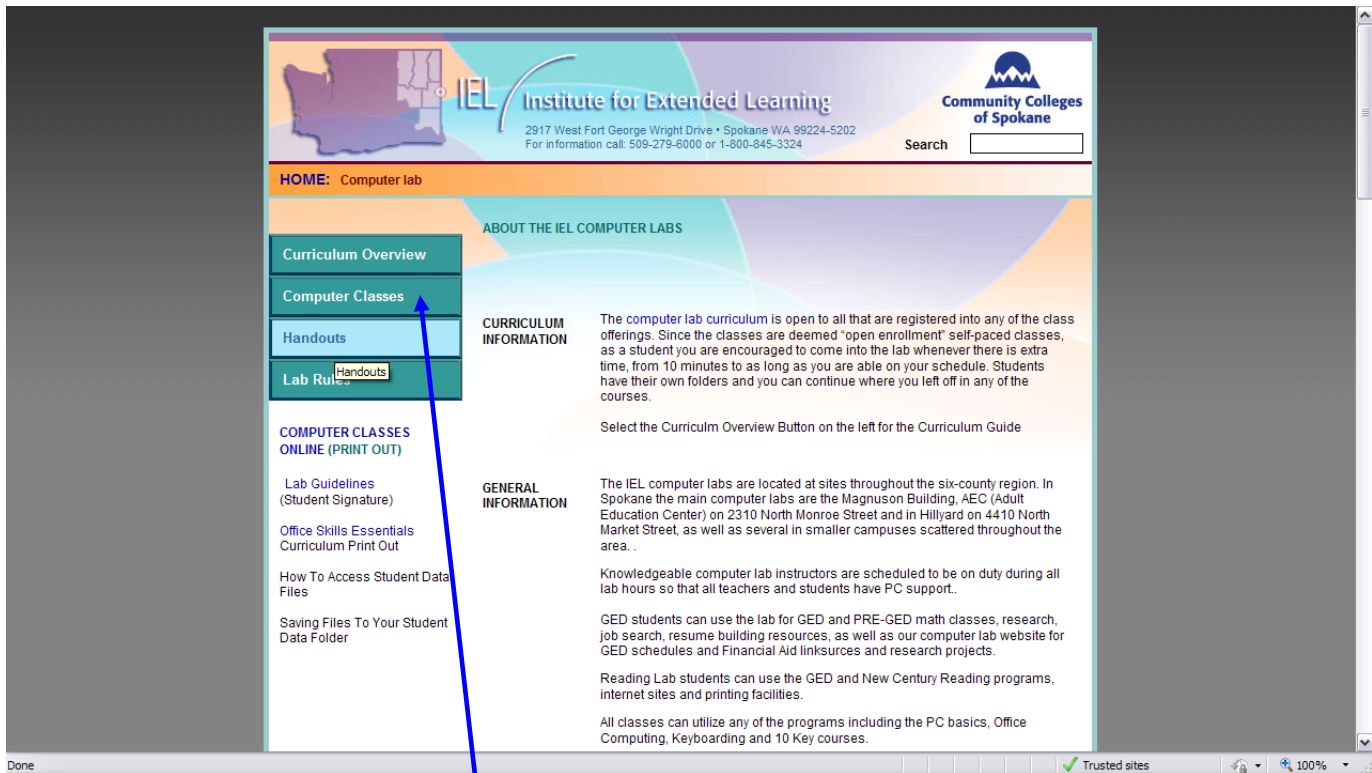 IEL Institute for Extended Learning
2917 West Fort George Wright Drive • Spokane WA 99224-5202
For information call: 509-279-6000 or 1-800-845-3324
Community Colleges
of Spokane
Search
HOME: Computer lab
Curriculum Overview
Computer Classes
Handouts
Lab Rules
Handouts
COMPUTER CLASSES
ONLINE (PRINT OUT)
Lab Guidelines
(Student Signature)
Office Skills Essentials
Curriculum Print Out
How To Access Student Data
Files
Saving Files To Your Student
Data Folder
ABOUT THE IEL COMPUTER LABS
CURRICULUM
INFORMATION
The computer lab curriculum is open to all that are registered into any of the class
offerings. Since the classes are deemed “open enrollment” self-paced classes,
as a student you are encouraged to come into the lab whenever there is extra
time, from 10 minutes to as long as you are able on your schedule. Students
have their own folders and you can continue where you left off in any of the
courses.
Select the Curriculm Overview Button on the left for the Curriculum Guide
GENERAL
INFORMATION
The IEL computer labs are located at sites throughout the six-county region. In
Spokane the main computer labs are the Magnuson Building, AEC (Adult
Education Center) on 2310 North Monroe Street and in Hillyard on 4410 North
Market Street, as well as several in smaller campuses scattered throughout the
area. .
Knowledgeable computer lab instructors are scheduled to be on duty during all
lab hours so that all teachers and students have PC support..
GED students can use the lab for GED and PRE-GED math classes, research,
job search, resume building resources, as well as our computer lab website for
GED schedules and Financial Aid linksurces and research projects.
Reading Lab students can use the GED and New Century Reading programs,
internet sites and printing facilities.
All classes can utilize any of the programs including the PC basics, Office
Computing, Keyboarding and 10 Key courses.
Done
Trusted sites
100%